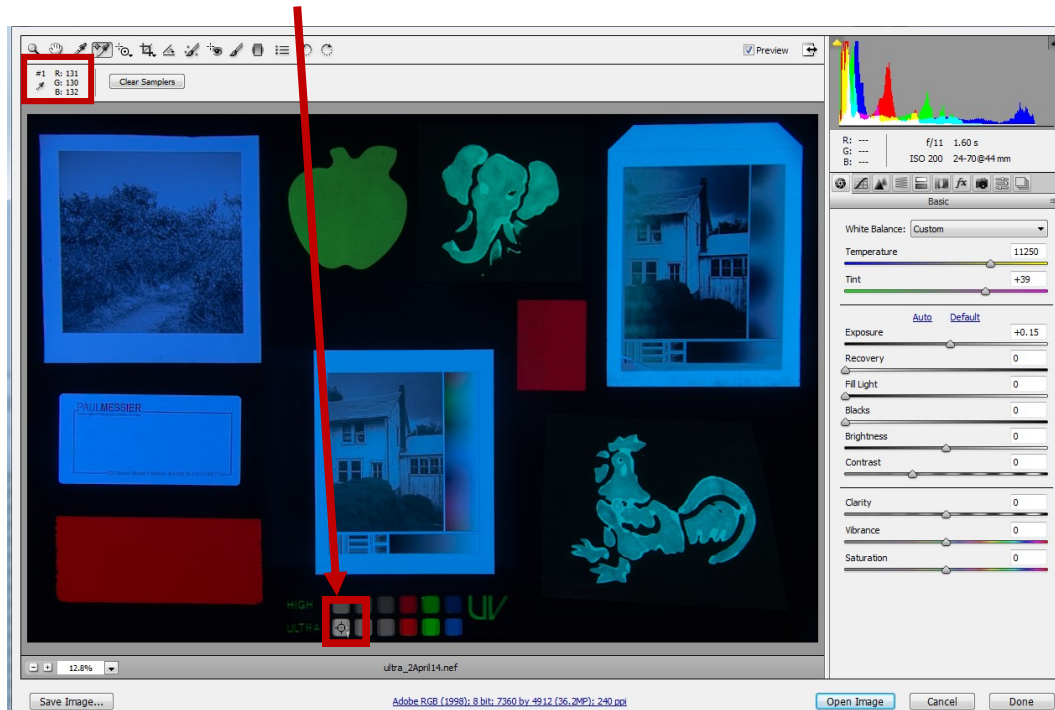 Preview
#1 R: 131
G: 130
B: 132
Clear Samplers
R: ---
G: ---
B: ---
f/11 1.60 s
ISO 200 24-70@44 mm
fx
Basic
White Balance: Custom
Temperature 11250
Tint +39
Auto Default
Exposure +0.15
Recovery 0
Fill Light 0
Blacks 0
Brightness 0
Contrast 0
Clarity 0
Vibrance 0
Saturation 0
PAULMESSIER
HIGH
ULTRA
UV
12.8%
ultra_2April14.nef
Save Image...
Adobe RGB (1998); 8 bit; 7360 by 4912 (36.2MP); 240 ppi
Open Image
Cancel
Done